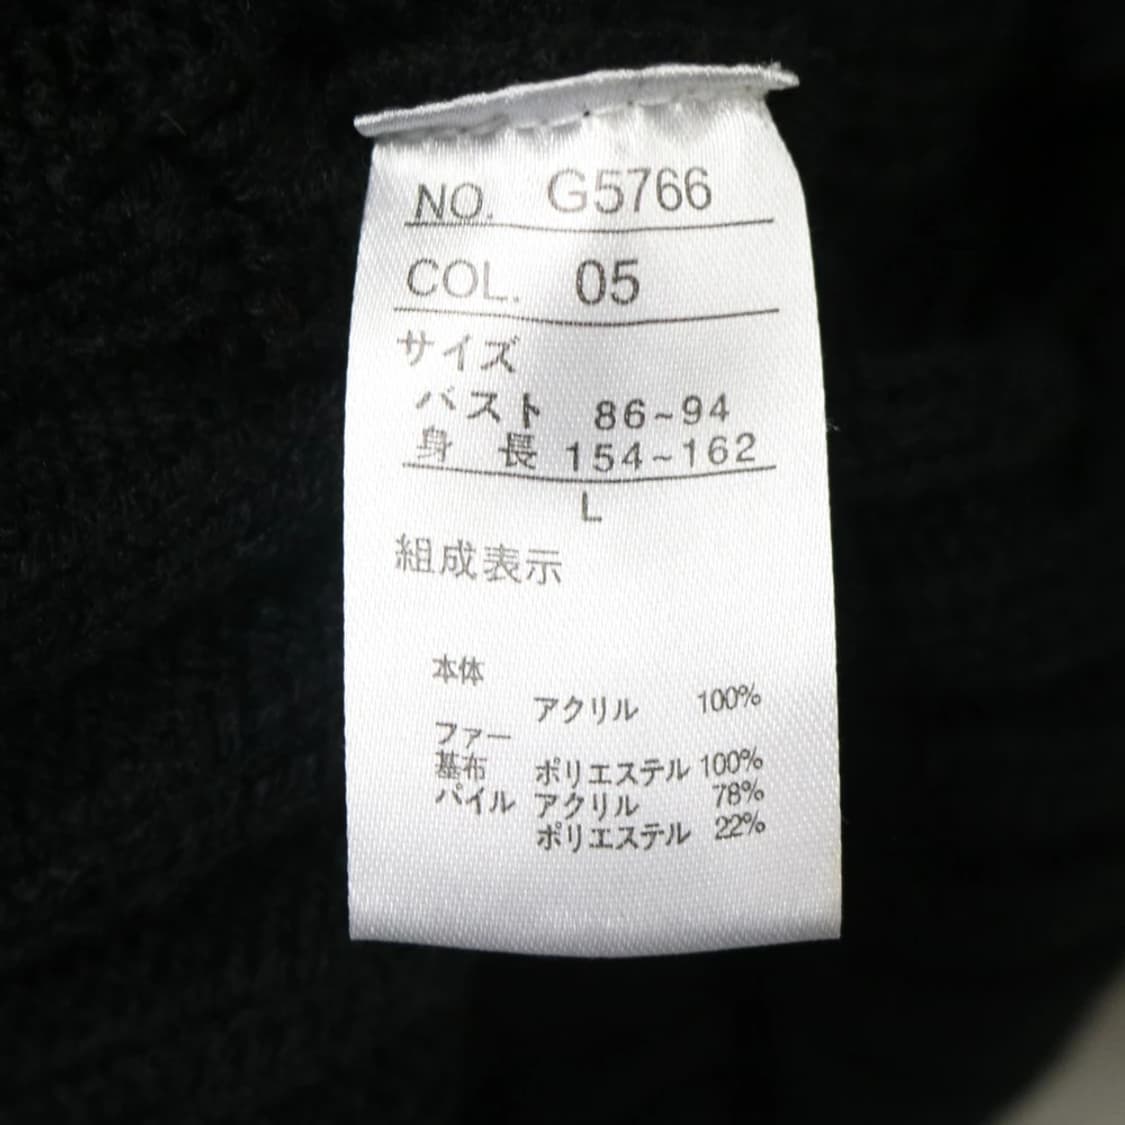 NO. G5766
COL. 05
サイズ
バスト 86~94
身 長 154~162
L
組成表示
本体
アクリル 100%
ファー
基布 ポリエステル 100%
パイル アクリル 78%
ポリエステル 22%